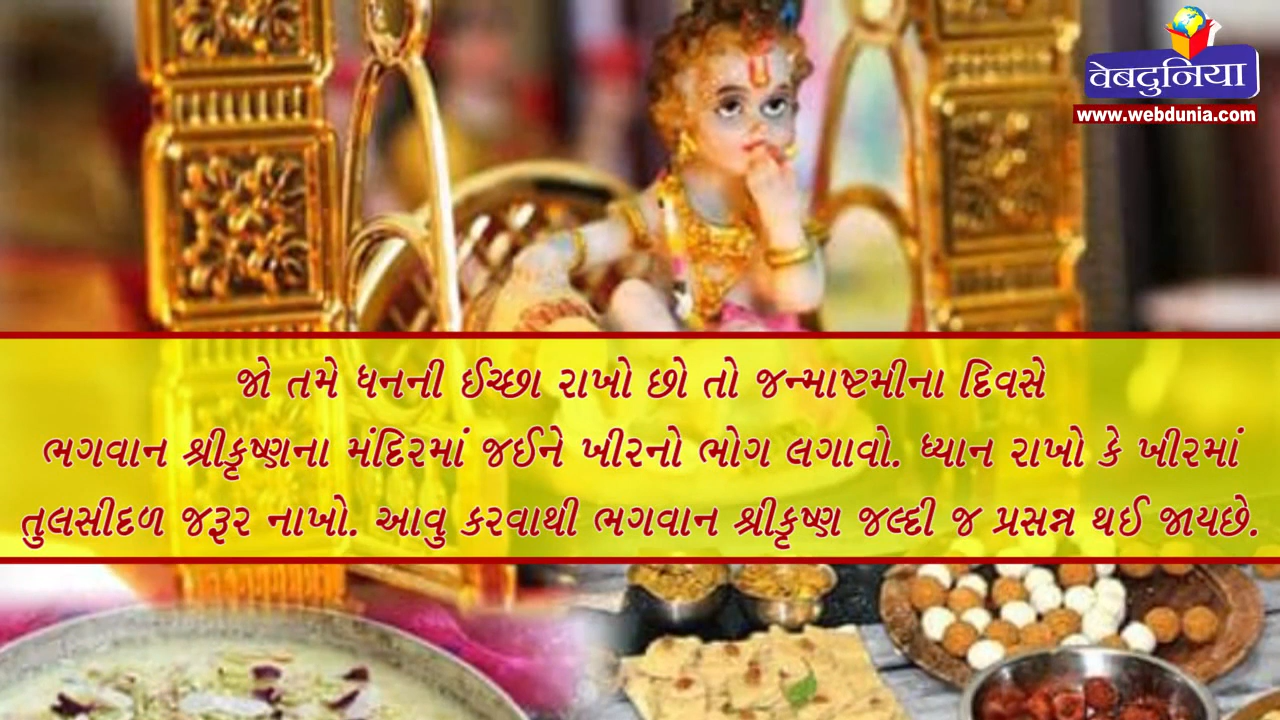 वेबदुनिया
www.webdunia.com
જો તમે ધનની ઈચ્છા રાખો છો તો જન્માષ્ટમીના દિવસે
ભગવાન શ્રીકૃષ્ણના મંદિરમાં જઈને ખીરનો ભોગ લગાવો. ધ્યાન રાખો કે ખીરમાં
તુલસીદળ જરૂર નાખો. આવુ કરવાથી ભગવાન શ્રીકૃષ્ણ જલ્દી જ પ્રસન્ન થઈ જાયછે.